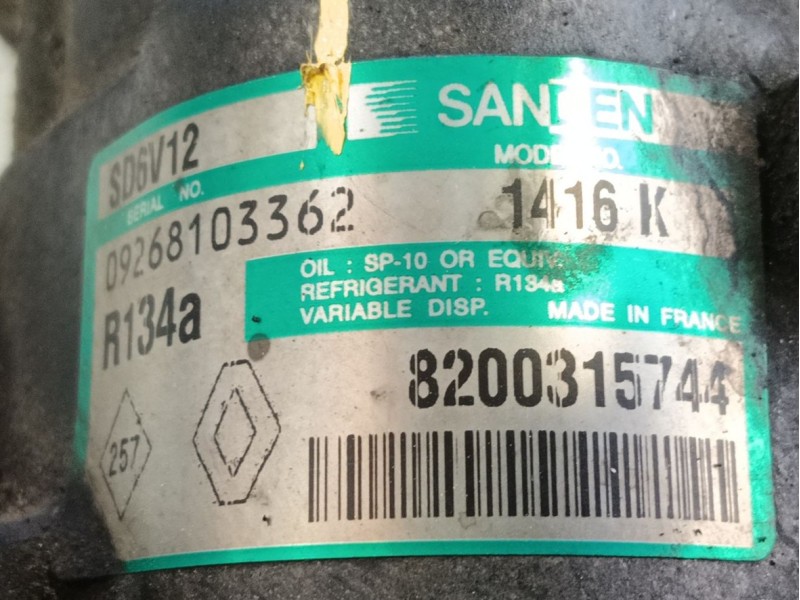 SANDEN
SD6V12
SERIAL NO.
MODEL NO.
09268103362
1416 K
R134a
OIL : SP-10 OR
REFRIGERANT : R134a
VARIABLE DISP. MADE IN FRANCE
8200315744
257